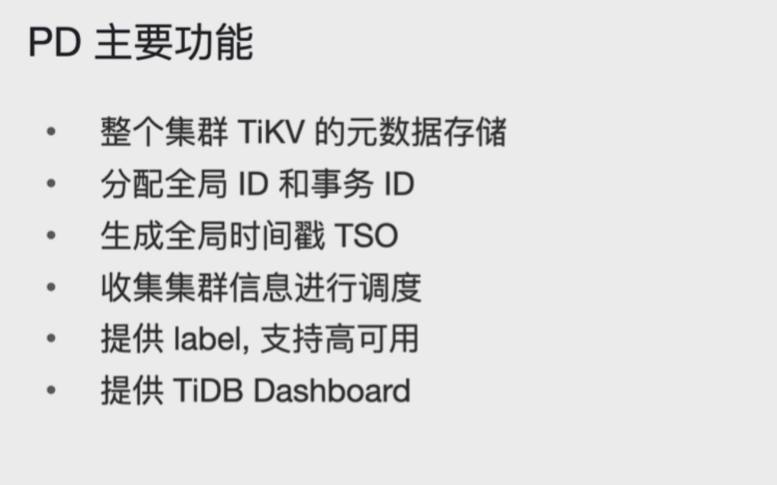 PD 主要功能
• 整个集群 TiKV 的元数据存储
• 分配全局 ID 和事务 ID
• 生成全局时间戳 TSO
• 收集集群信息进行调度
• 提供 label, 支持高可用
• 提供 TiDB Dashboard